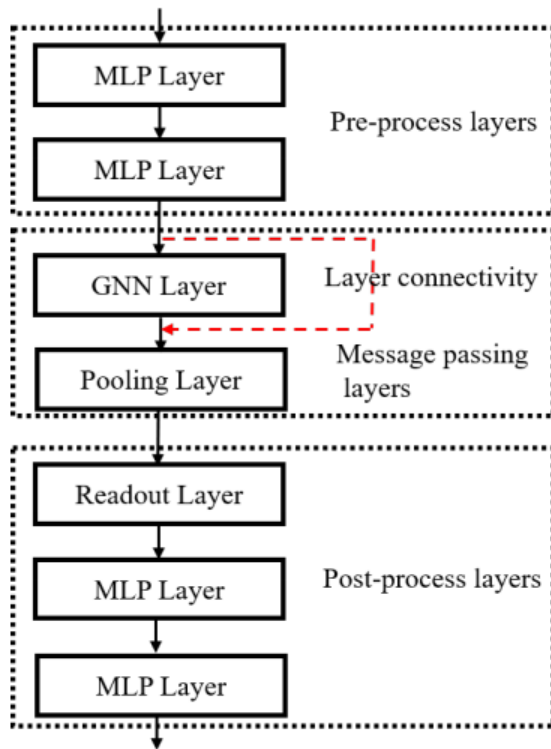 MLP Layer
Pre-process layers
MLP Layer
GNN Layer
Layer connectivity
Message passing
layers
Pooling Layer
Readout Layer
Post-process layers
MLP Layer
MLP Layer